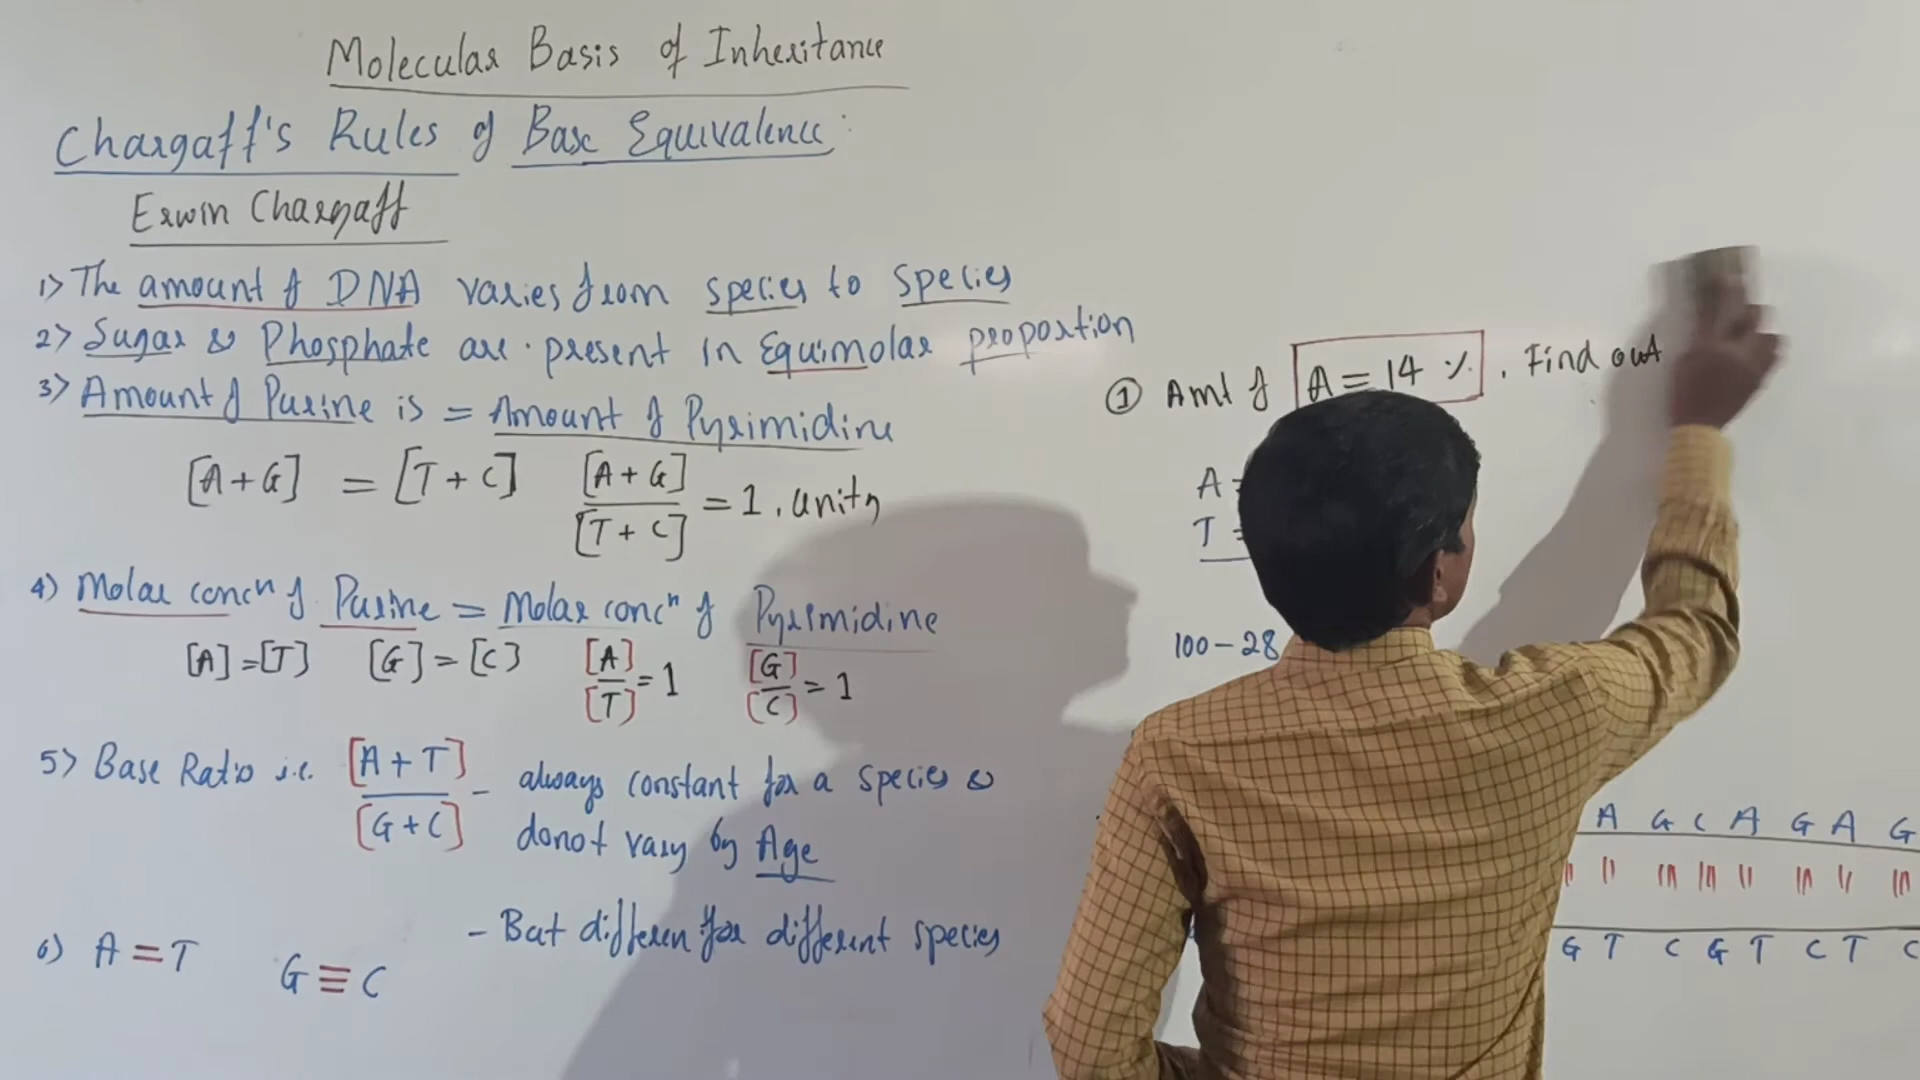 Molecular Basis of Inheritance
Chargaff's Rules of Base Equivalence:
Erwin Chargaff
1) The amount of DNA varies from species to species
2) Sugar & Phosphate are present in Equimolar proportion
3) Amount of Purine is = Amount of Pyrimidine
[A+G] = [T+C] [A+G]/[T+C] = 1. unity
4) Molar concⁿ of Purine = Molar concⁿ of Pyrimidine
[A]=[T] [G]=[C] [A]/[T]=1 [G]/[C]=1
5) Base Ratio i.e. [A+T]/[G+C] - always constant for a species &
donot vary by Age
- But differen for different species
6) A=T G≡C
① Amt of A=14 %. Find out
A =
T =
100-28
A G C A G A G
G T C G T C T C